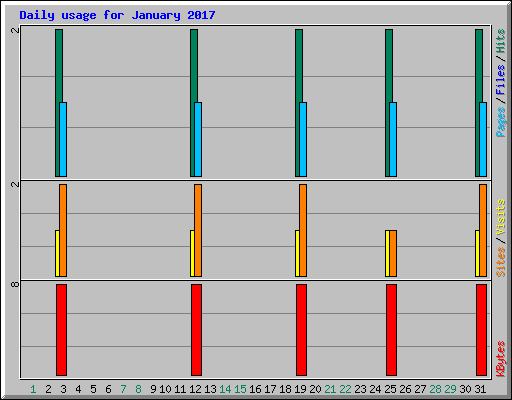 Daily usage for January 2017
2
2
8
Pages / Files / Hits
Sites / Visits
KBytes
1 2 3 4 5 6 7 8 9 10 11 12 13 14 15 16 17 18 19 20 21 22 23 24 25 26 27 28 29 30 31